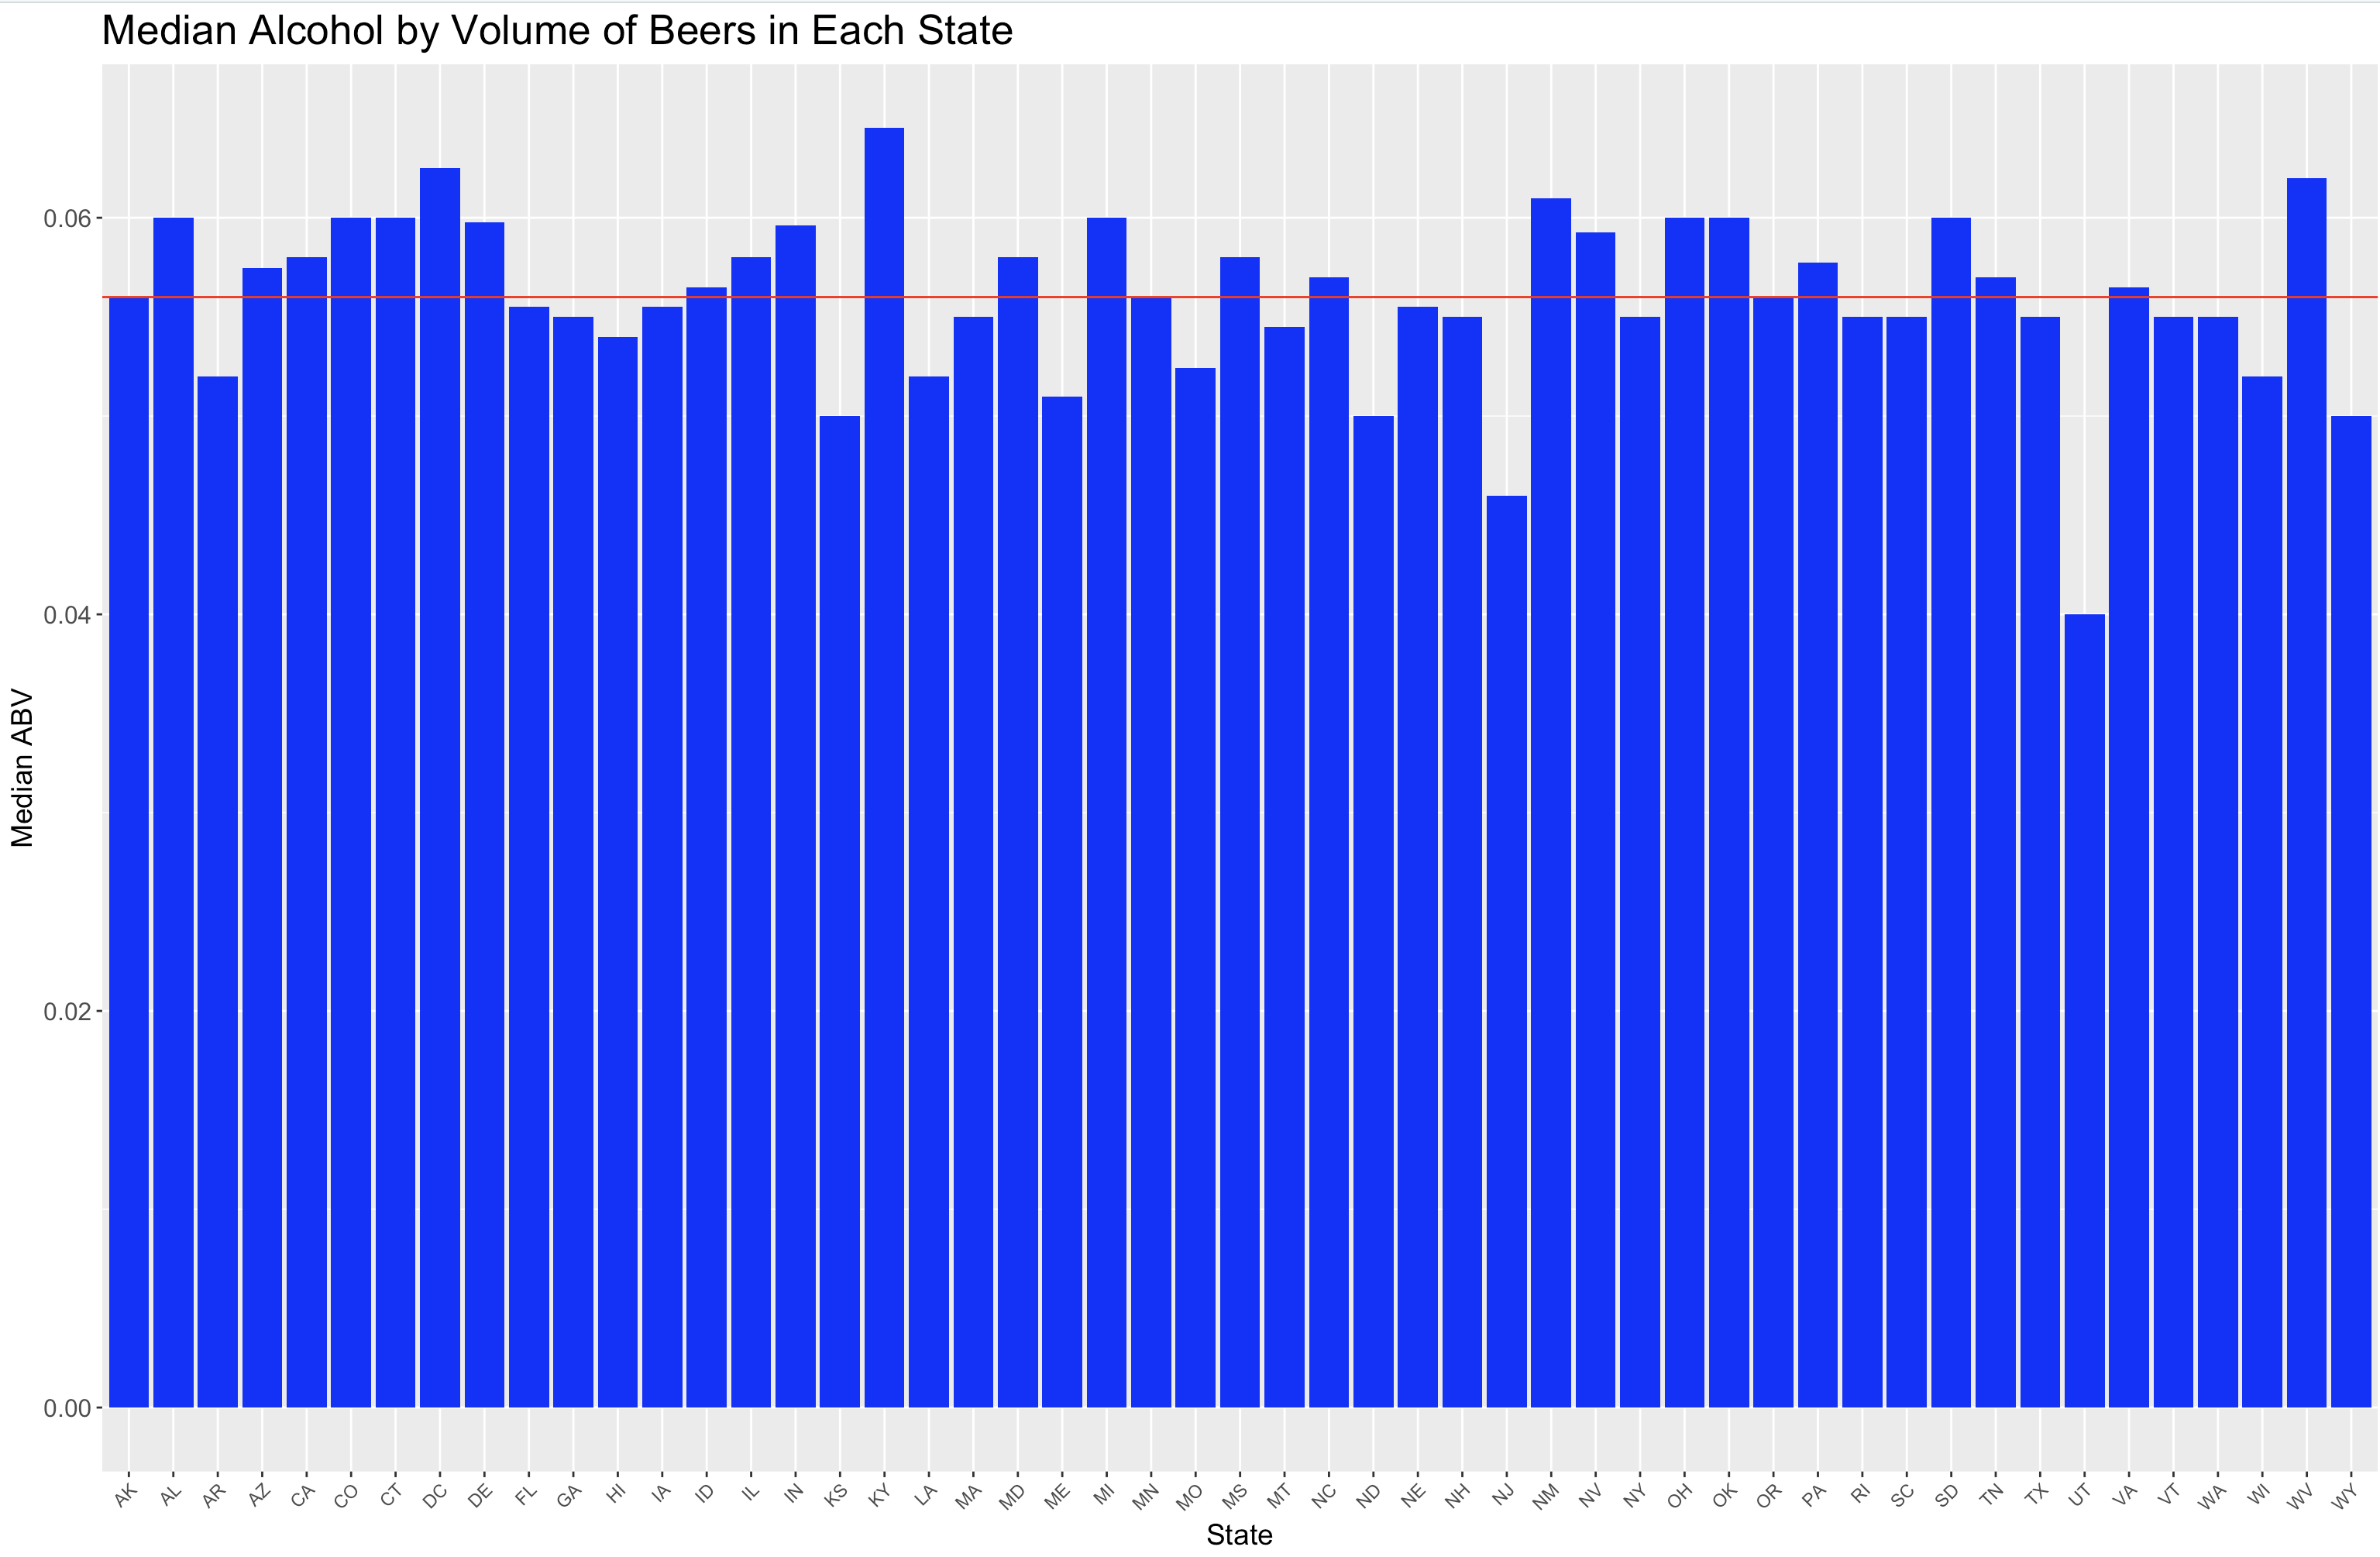 Median Alcohol by Volume of Beers in Each State
Median ABV
0.06
0.04
0.02
0.00
AK AL AR AZ CA CO CT DC DE FL GA HI IA ID IL IN KS KY LA MA MD ME MI MN MO MS MT NC ND NE NH NJ NM NV NY OH OK OR PA RI SC SD TN TX UT VA VT WA WI WV WY
State